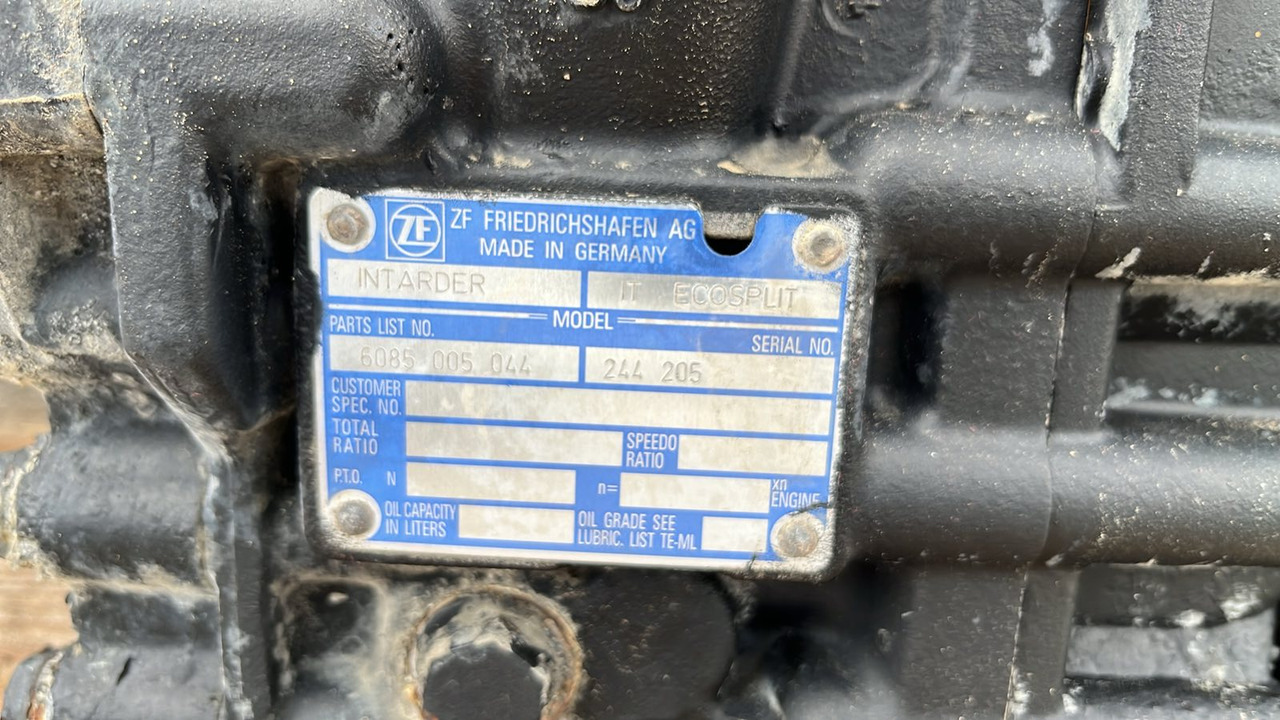 ZF ZF FRIEDRICHSHAFEN AG
MADE IN GERMANY
INTARDER IT ECOSPLIT
MODEL
PARTS LIST NO. SERIAL NO.
6085 005 044 244 205
CUSTOMER
SPEC. NO.
TOTAL
RATIO
SPEEDO
RATIO
P.T.O. N n= xn
ENGINE
OIL CAPACITY
IN LITERS
OIL GRADE SEE
LUBRIC. LIST TE-ML